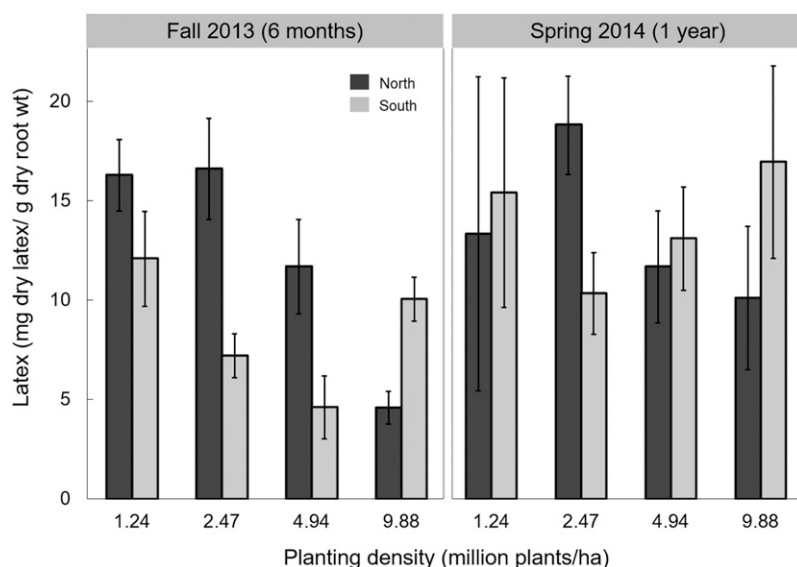 Fall 2013 (6 months)
Spring 2014 (1 year)
North
South
Latex (mg dry latex/ g dry root wt)
20
15
10
5
0
1.24 2.47 4.94 9.88 1.24 2.47 4.94 9.88
Planting density (million plants/ha)